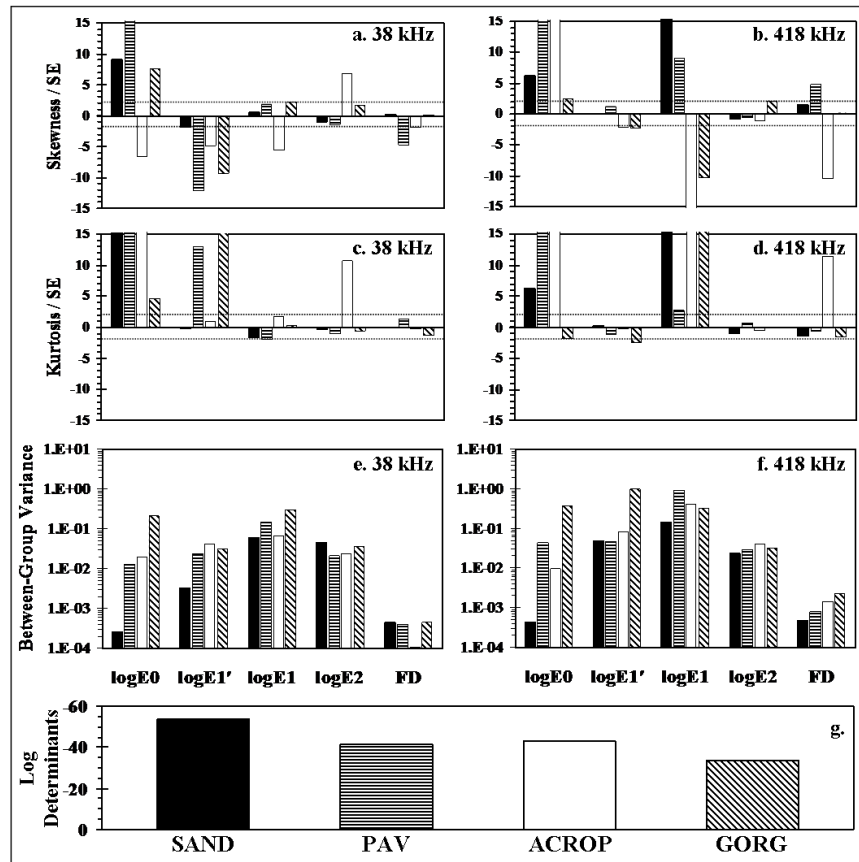 a. 38 kHz
b. 418 kHz
Skewness / SE
15
10
5
0
-5
-10
-15
15
10
5
0
-5
-10
-15
c. 38 kHz
d. 418 kHz
Kurtosis / SE
15
10
5
0
-5
-10
-15
15
10
5
0
-5
-10
-15
e. 38 kHz
f. 418 kHz
Between-Group Variance
1.E+01
1.E+00
1.E-01
1.E-02
1.E-03
1.E-04
1.E+01
1.E+00
1.E-01
1.E-02
1.E-03
1.E-04
logE0 logE1′ logE1 logE2 FD
logE0 logE1′ logE1 logE2 FD
g.
Log
Determinants
-60
-40
-20
0
SAND PAV ACROP GORG